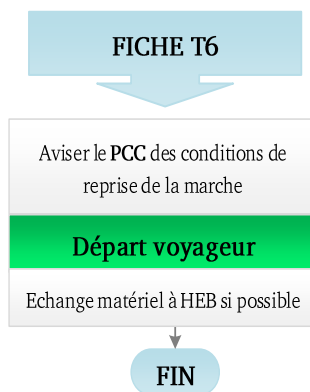 FICHE T6
Aviser le PCC des conditions de
reprise de la marche
Départ voyageur
Echange matériel à HEB si possible
FIN